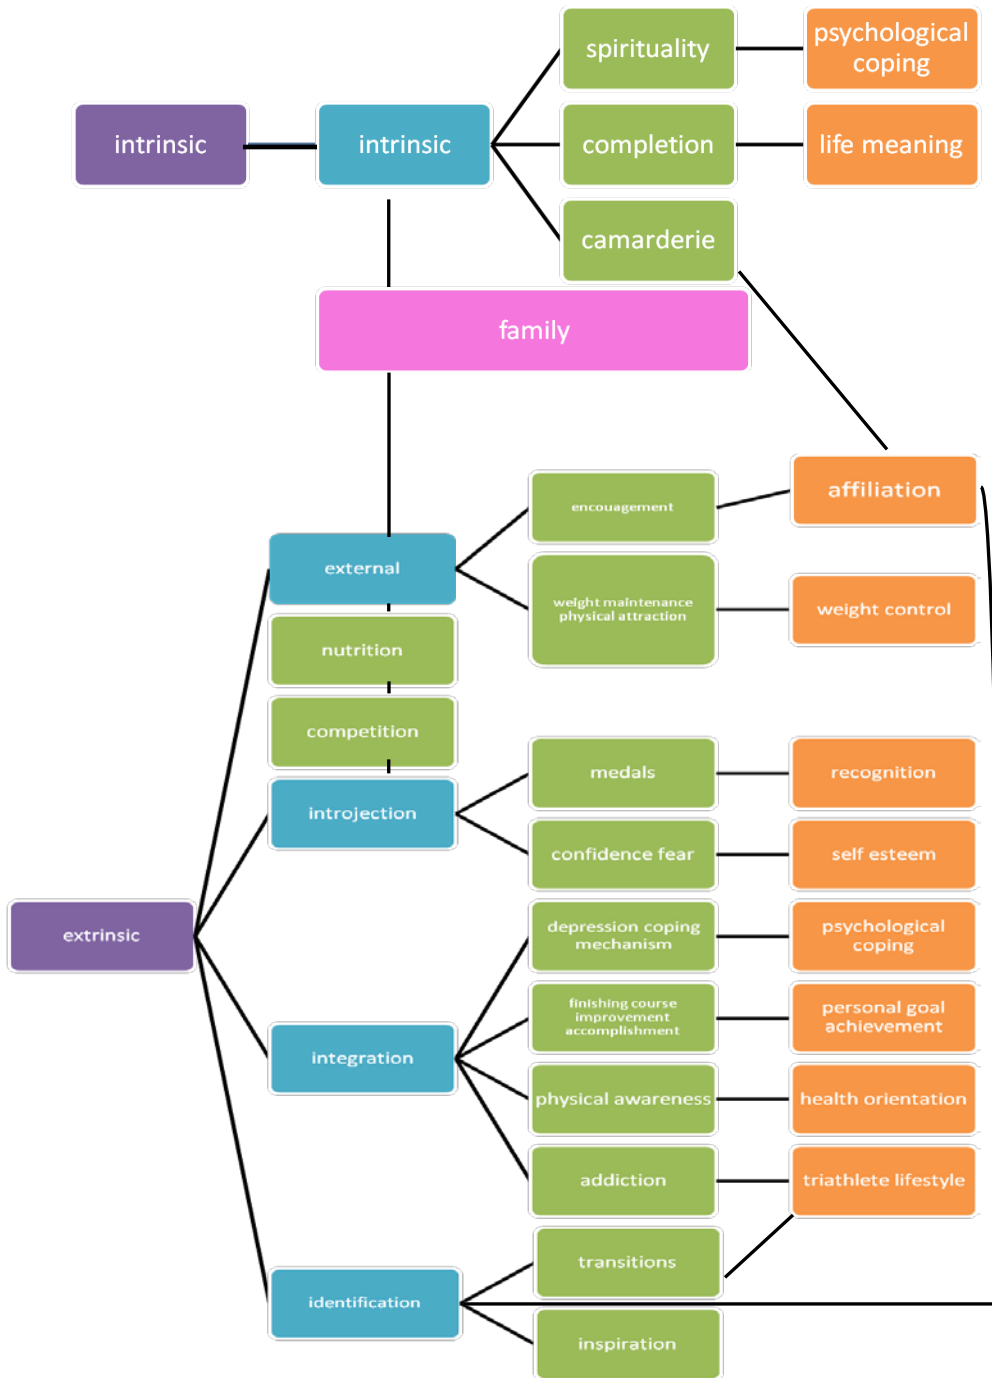 spirituality
psychological
coping
intrinsic
intrinsic
completion
life meaning
camarderie
family
affiliation
encouagement
external
weight maintenance
physical attraction
weight control
nutrition
competition
medals
recognition
introjection
confidence fear
self esteem
extrinsic
depression coping
mechanism
psychological
coping
finishing course
improvement
accomplishment
personal goal
achievement
integration
physical awareness
health orientation
addiction
triathlete lifestyle
transitions
identification
inspiration